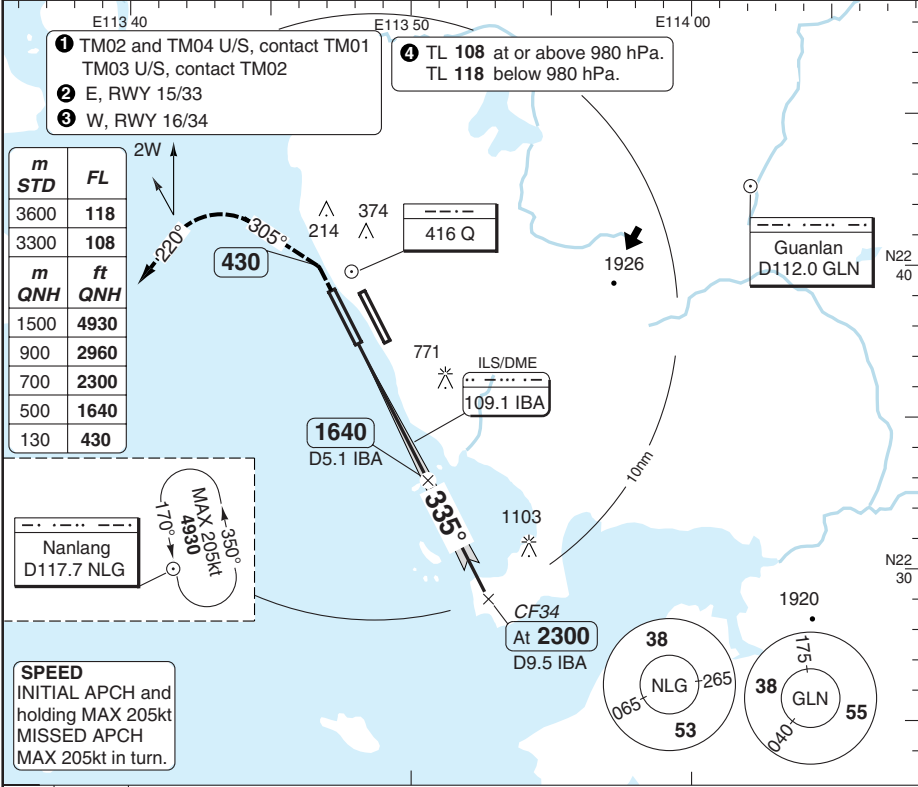 E113 40
E113 50
E114 00
❶ TM02 and TM04 U/S, contact TM01
TM03 U/S, contact TM02
❷ E, RWY 15/33
❸ W, RWY 16/34
❹ TL 108 at or above 980 hPa.
TL 118 below 980 hPa.
2W
m STD FL
3600 118
3300 108
m QNH ft QNH
1500 4930
900 2960
700 2300
500 1640
130 430
220°
305°
430
214
374
416 Q
1926
Guanlan
D112.0 GLN
N22
40
771
ILS/DME
109.1 IBA
1640
D5.1 IBA
335°
10nm
1103
N22
30
Nanlang
D117.7 NLG
170°
MAX 205kt
4930
350°
CF34
At 2300
D9.5 IBA
1920
38
NLG
265
065
53
175
38
GLN
55
040
SPEED
INITIAL APCH and
holding MAX 205kt
MISSED APCH
MAX 205kt in turn.